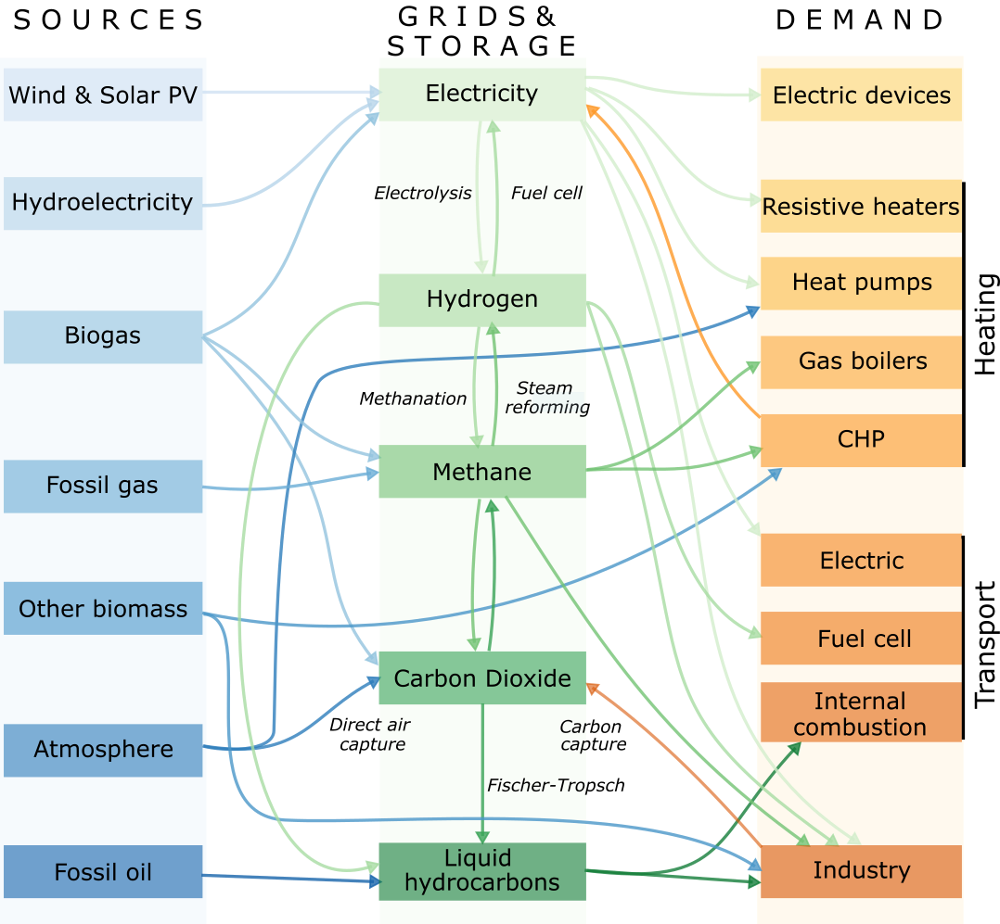 SOURCES
GRIDS &
STORAGE
DEMAND
Wind & Solar PV
Hydroelectricity
Biogas
Fossil gas
Other biomass
Atmosphere
Fossil oil
Electricity
Electrolysis
Fuel cell
Hydrogen
Methanation
Steam
reforming
Methane
Carbon Dioxide
Direct air
capture
Carbon
capture
Fischer-Tropsch
Liquid
hydrocarbons
Electric devices
Resistive heaters
Heat pumps
Gas boilers
CHP
Heating
Electric
Fuel cell
Internal
combustion
Transport
Industry